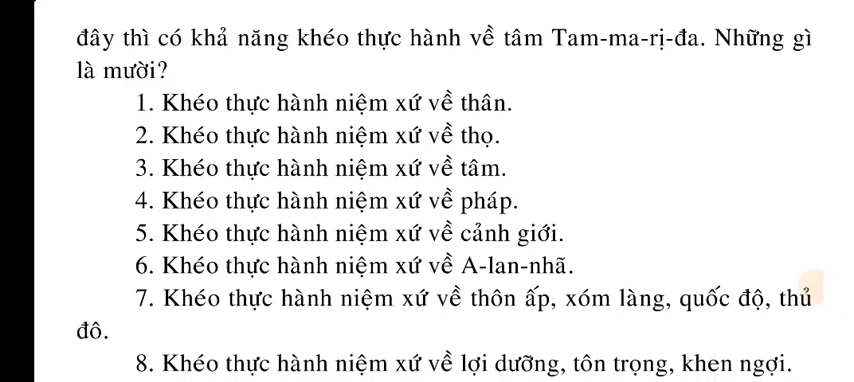 đây thì có khả năng khéo thực hành về tâm Tam-ma-rị-đa. Những gì
là mười?
1. Khéo thực hành niệm xứ về thân.
2. Khéo thực hành niệm xứ về thọ.
3. Khéo thực hành niệm xứ về tâm.
4. Khéo thực hành niệm xứ về pháp.
5. Khéo thực hành niệm xứ về cảnh giới.
6. Khéo thực hành niệm xứ về A-lan-nhã.
7. Khéo thực hành niệm xứ về thôn ấp, xóm làng, quốc độ, thủ
đô.
8. Khéo thực hành niệm xứ về lợi dưỡng, tôn trọng, khen ngợi.